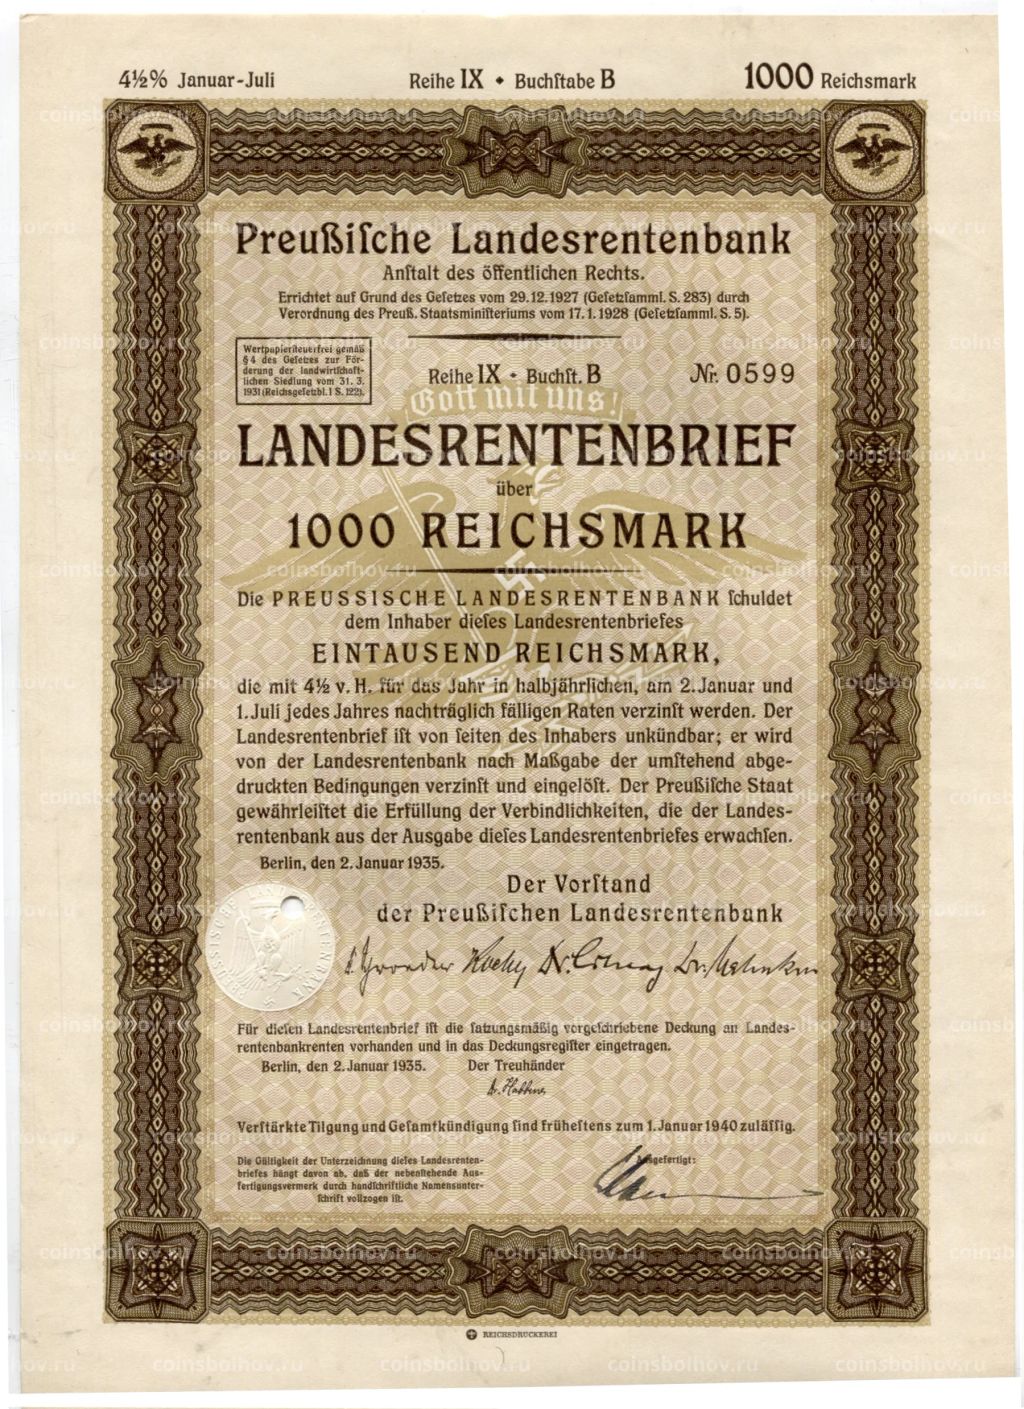 4½% Januar-Juli
Reihe IX • Buchſtabe B
1000 Reichsmark
Preußiſche Landesrentenbank
Anſtalt des öffentlichen Rechts.
Errichtet auf Grund des Geſetzes vom 29.12.1927 (Geſetzſamml. S. 283) durch
Verordnung des Preuß. Staatsminiſteriums vom 17.1.1928 (Geſetzſamml. S. 5).
Wertpapierſteuerfrei gemäß
§ 4 des Geſetzes zur För-
derung der landwirtſchaft-
lichen Siedlung vom 31. 3.
1931 (Reichsgeſetzbl. I S. 122).
Reihe IX • Buchſt. B
Nr. 0599
Gott mit uns!
LANDESRENTENBRIEF
über
1000 REICHSMARK
Die PREUSSISCHE LANDESRENTENBANK ſchuldet
dem Inhaber dieſes Landesrentenbriefes
EINTAUSEND REICHSMARK,
die mit 4½ v. H. für das Jahr in halbjährlichen, am 2. Januar und
1. Juli jedes Jahres nachträglich fälligen Raten verzinſt werden. Der
Landesrentenbrief iſt von ſeiten des Inhabers unkündbar; er wird
von der Landesrentenbank nach Maßgabe der umſtehend abge-
druckten Bedingungen verzinſt und eingelöſt. Der Preußiſche Staat
gewährleiſtet die Erfüllung der Verbindlichkeiten, die der Landes-
rentenbank aus der Ausgabe dieſes Landesrentenbriefes erwachſen.
Berlin, den 2. Januar 1935.
Der Vorſtand
der Preußiſchen Landesrentenbank
PREUSSISCHE LANDESRENTENBANK
Für dieſen Landesrentenbrief iſt die ſatzungsmäßig vorgeſchriebene Deckung an Landes-
rentenbankrenten vorhanden und in das Deckungsregiſter eingetragen.
Berlin, den 2. Januar 1935.
Der Treuhänder
Verſtärkte Tilgung und Geſamtkündigung ſind früheſtens zum 1. Januar 1940 zuläſſig.
Die Gültigkeit der Unterzeichnung dieſes Landesrenten-
briefes hängt davon ab, daß der nebenſtehende Aus-
fertigungsvermerk durch handſchriftliche Namensunter-
ſchrift vollzogen iſt.
Ausgefertigt:
REICHSDRUCKEREI
coinsbolhov.ru